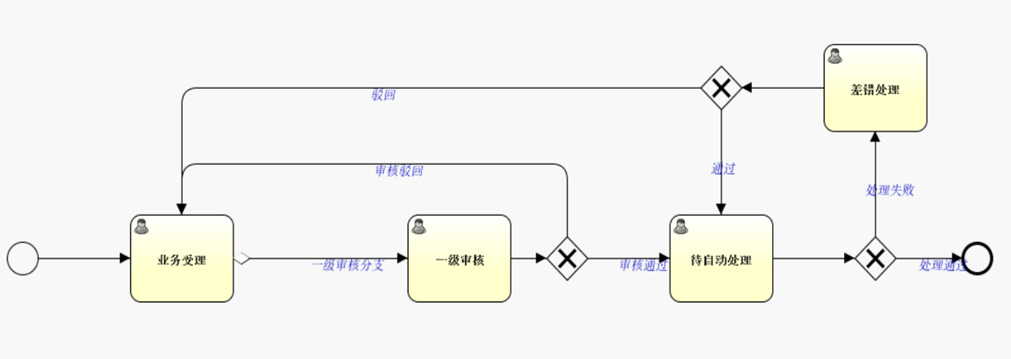 差错处理
驳回
通过
审核驳回
处理失败
业务受理
一级审核分支
一级审核
审核通过
待自动处理
处理通过